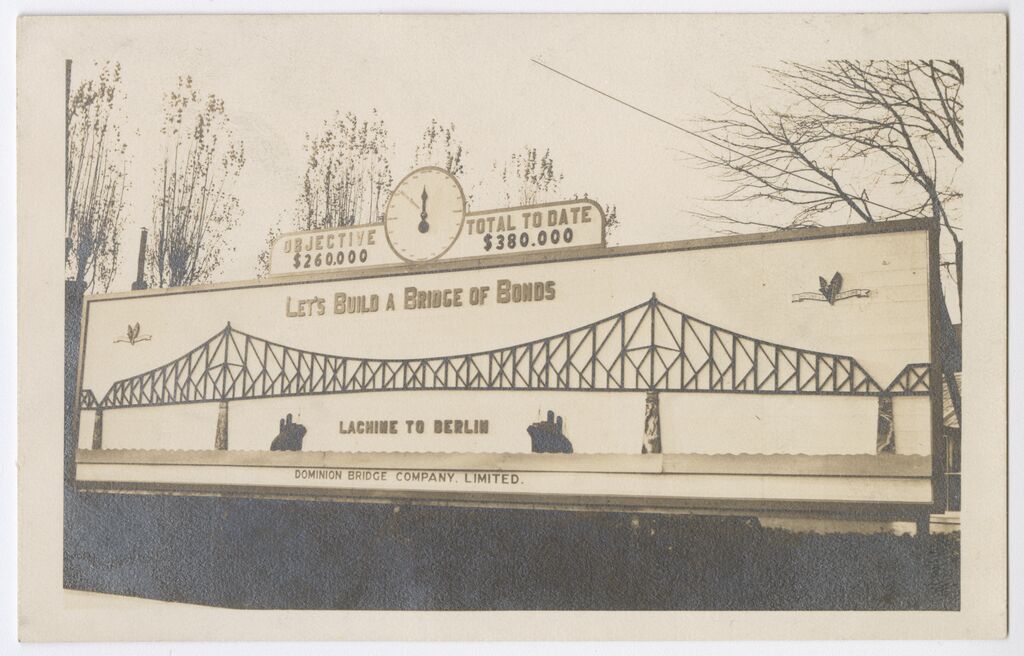 OBJECTIVE
$260.000
TOTAL TO DATE
$380.000
LET'S BUILD A BRIDGE OF BONDS
LACHINE TO BERLIN
DOMINION BRIDGE COMPANY. LIMITED.